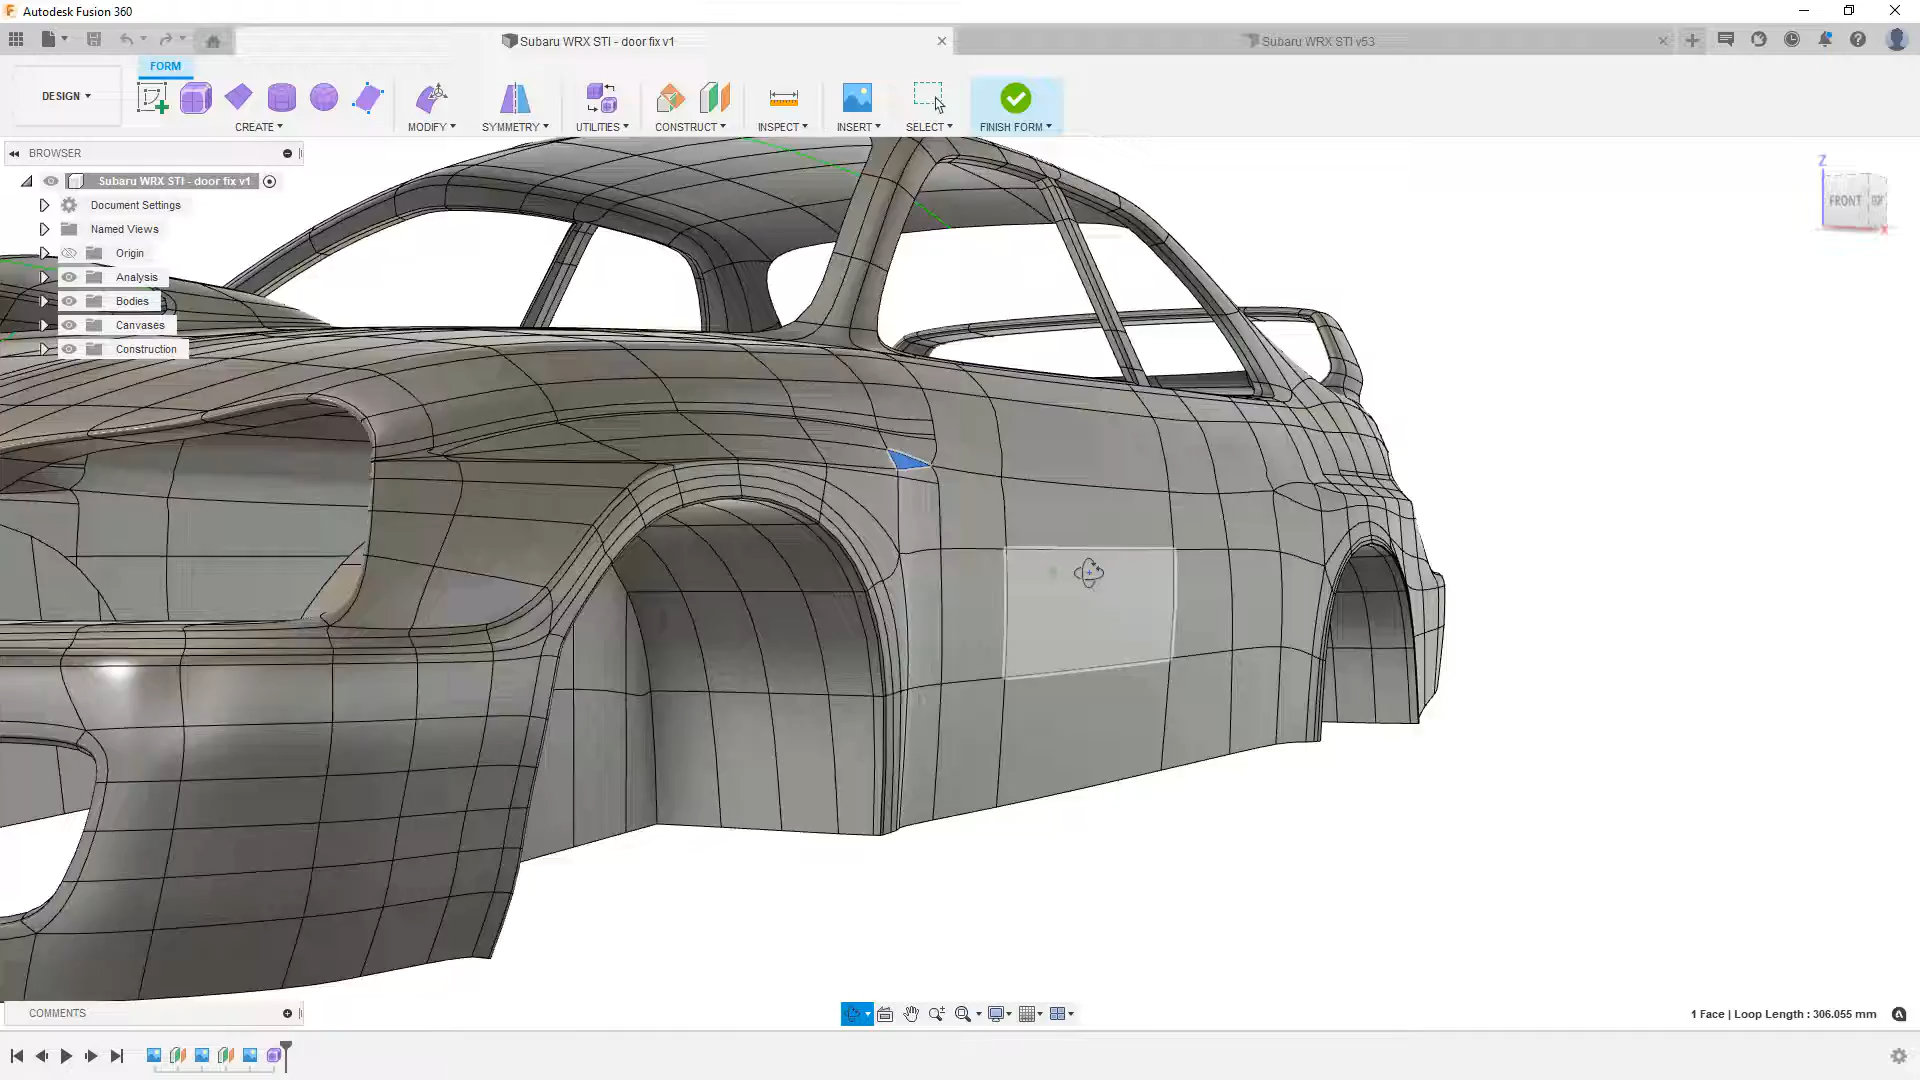 Autodesk Fusion 360
Subaru WRX STI - door fix v1
Subaru WRX STI v53
FORM
DESIGN
CREATE
MODIFY
SYMMETRY
UTILITIES
CONSTRUCT
INSPECT
INSERT
SELECT
FINISH FORM
BROWSER
Subaru WRX STI - door fix v1
Document Settings
Named Views
Origin
Analysis
Bodies
Canvases
Construction
Z
FRONT
X
COMMENTS
1 Face | Loop Length : 306.055 mm